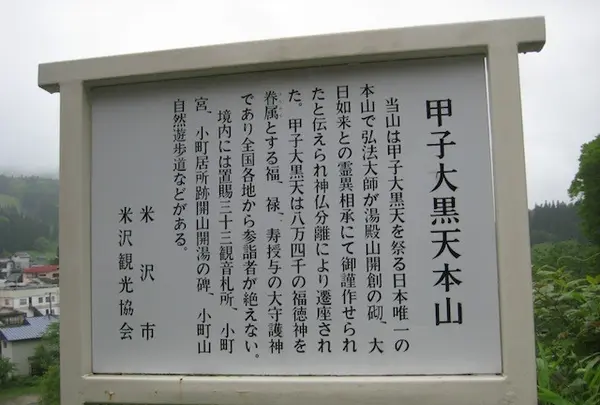 甲子大黒天本山
当山は甲子大黒天を祭る日本唯一の
本山で弘法大師が湯殿山開創の砌、大
日如来との霊異相承にて御謹作せられ
たと伝えられ神仏分離により遷座され
た。甲子大黒天は八万四千の福徳神を
眷属とする福、禄、寿授与の大守護神
であり全国各地から参詣者が絶えない。
境内には置賜三十三観音札所、小町
宮、小町居所跡開山開湯の碑、小町山
自然遊歩道などがある。
米沢市
米沢観光協会